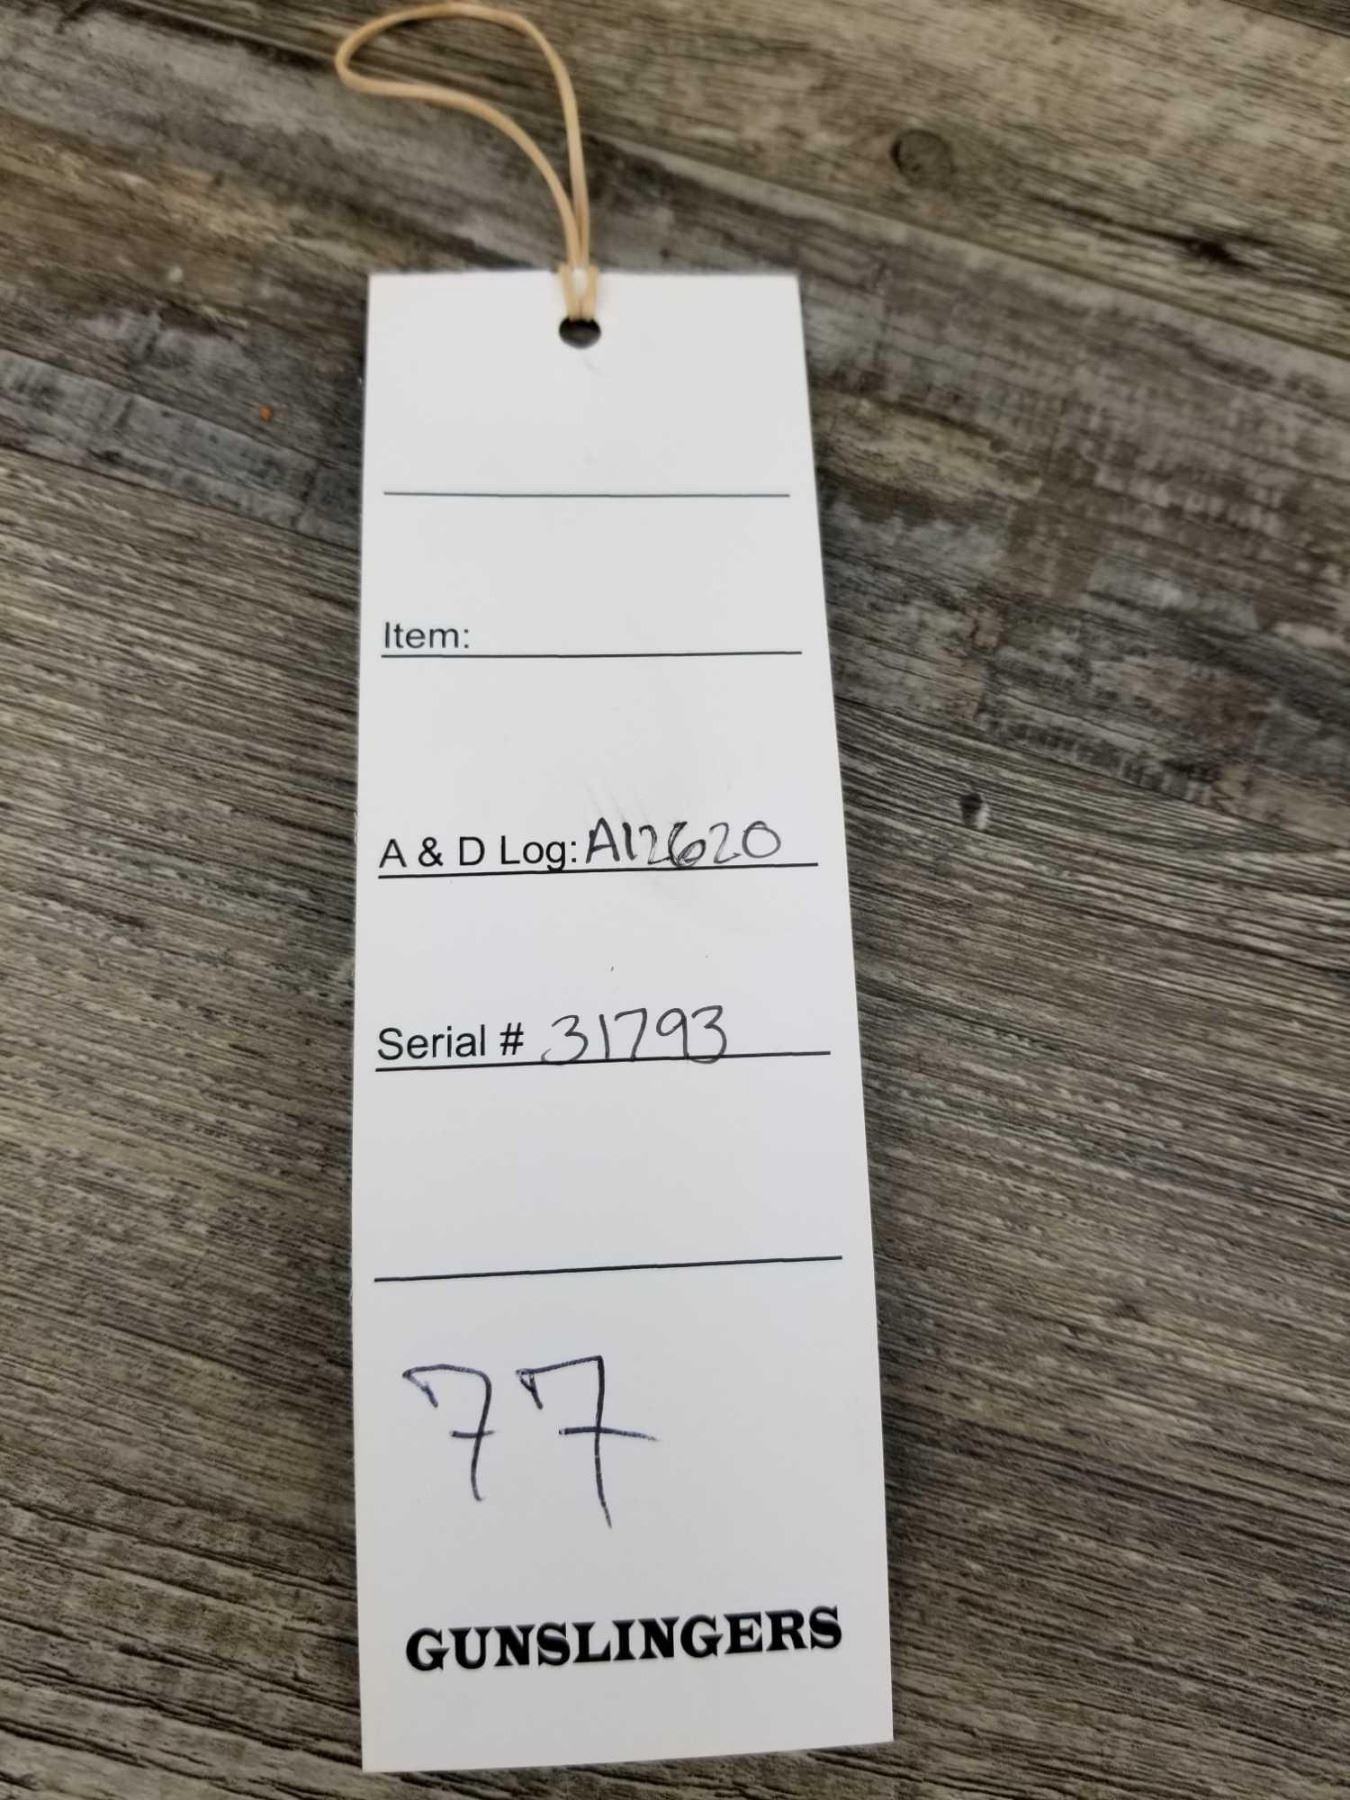 Item:
A & D Log: A12620
Serial # 31793
77
GUNSLINGERS